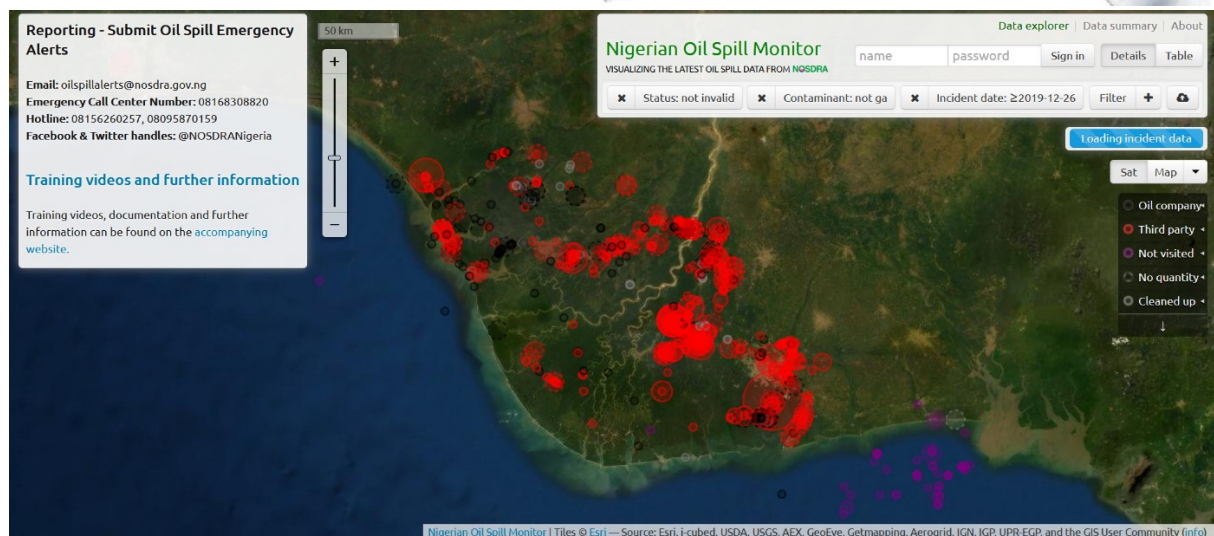 Reporting - Submit Oil Spill Emergency
Alerts
Email: oilspillalerts@nosdra.gov.ng
Emergency Call Center Number: 08168308820
Hotline: 08156260257, 08095870159
Facebook & Twitter handles: @NOSDRANigeria
Training videos and further information
Training videos, documentation and further
information can be found on the accompanying
website.
50 km
+
−
Data explorer | Data summary | About
Nigerian Oil Spill Monitor
VISUALIZING THE LATEST OIL SPILL DATA FROM NOSDRA
name password Sign in Details Table
× Status: not invalid × Contaminant: not ga × Incident date: ≥2019-12-26 Filter +
Loading incident data
Sat Map
Oil company
Third party
Not visited
No quantity
Cleaned up
Nigerian Oil Spill Monitor | Tiles © Esri — Source: Esri, i-cubed, USDA, USGS, AEX, GeoEye, Getmapping, Aerogrid, IGN, IGP, UPR-EGP, and the GIS User Community (info)